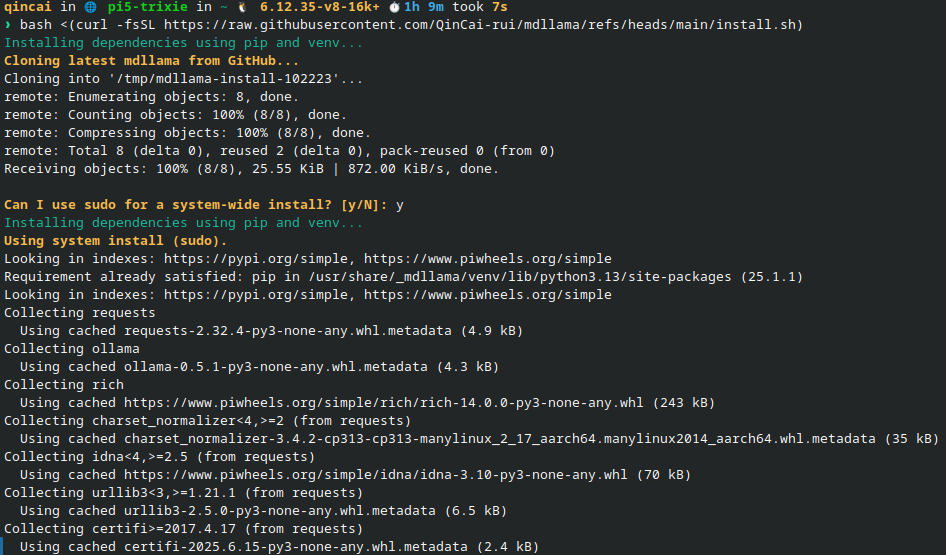 qincai in 🌐 pi5-trixie in ~ 🐧 6.12.35-v8-16k+ ⏱1h 9m took 7s
› bash <(curl -fsSL https://raw.githubusercontent.com/QinCai-rui/mdllama/refs/heads/main/install.sh)
Installing dependencies using pip and venv...
Cloning latest mdllama from GitHub...
Cloning into '/tmp/mdllama-install-102223'...
remote: Enumerating objects: 8, done.
remote: Counting objects: 100% (8/8), done.
remote: Compressing objects: 100% (8/8), done.
remote: Total 8 (delta 0), reused 2 (delta 0), pack-reused 0 (from 0)
Receiving objects: 100% (8/8), 25.55 KiB | 872.00 KiB/s, done.
Can I use sudo for a system-wide install? [y/N]: y
Installing dependencies using pip and venv...
Using system install (sudo).
Looking in indexes: https://pypi.org/simple, https://www.piwheels.org/simple
Requirement already satisfied: pip in /usr/share/_mdllama/venv/lib/python3.13/site-packages (25.1.1)
Looking in indexes: https://pypi.org/simple, https://www.piwheels.org/simple
Collecting requests
  Using cached requests-2.32.4-py3-none-any.whl.metadata (4.9 kB)
Collecting ollama
  Using cached ollama-0.5.1-py3-none-any.whl.metadata (4.3 kB)
Collecting rich
  Using cached https://www.piwheels.org/simple/rich/rich-14.0.0-py3-none-any.whl (243 kB)
Collecting charset_normalizer<4,>=2 (from requests)
  Using cached charset_normalizer-3.4.2-cp313-cp313-manylinux_2_17_aarch64.manylinux2014_aarch64.whl.metadata (35 kB)
Collecting idna<4,>=2.5 (from requests)
  Using cached https://www.piwheels.org/simple/idna/idna-3.10-py3-none-any.whl (70 kB)
Collecting urllib3<3,>=1.21.1 (from requests)
  Using cached urllib3-2.5.0-py3-none-any.whl.metadata (6.5 kB)
Collecting certifi>=2017.4.17 (from requests)
  Using cached certifi-2025.6.15-py3-none-any.whl.metadata (2.4 kB)